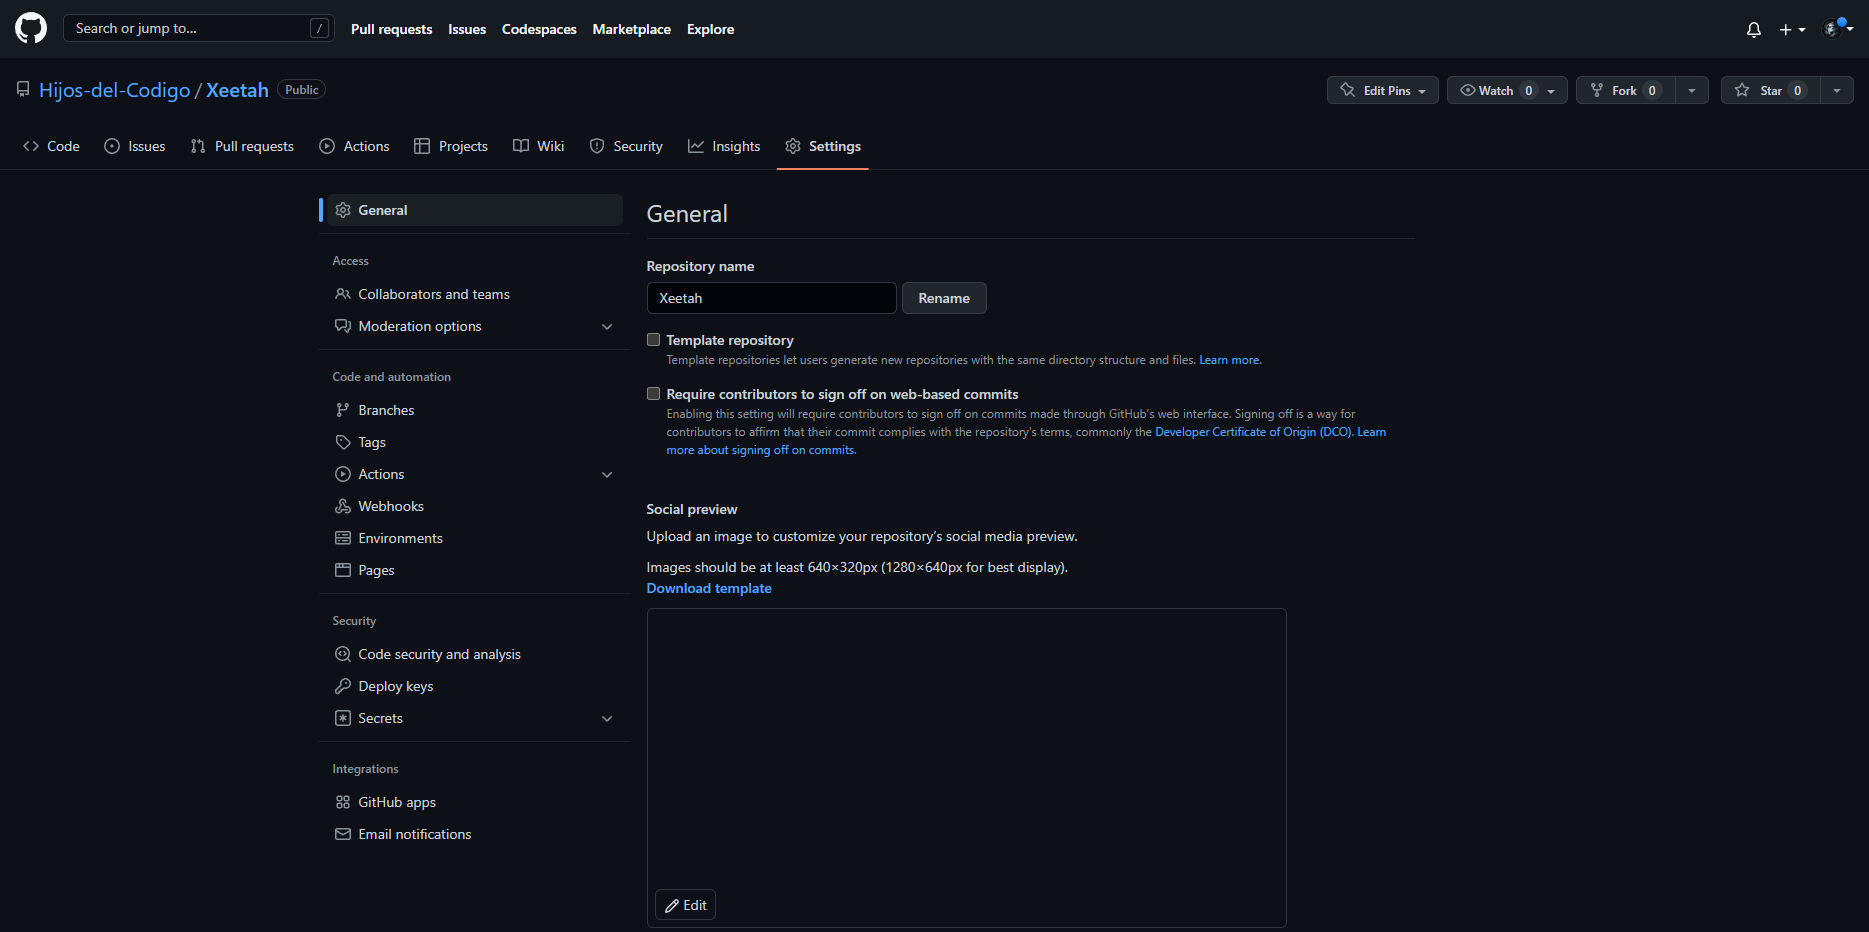 Search or jump to... /
Pull requests Issues Codespaces Marketplace Explore
Hijos-del-Codigo / Xeetah Public
Edit Pins Watch 0 Fork 0 Star 0
Code Issues Pull requests Actions Projects Wiki Security Insights Settings
General
Access
Collaborators and teams
Moderation options
Code and automation
Branches
Tags
Actions
Webhooks
Environments
Pages
Security
Code security and analysis
Deploy keys
Secrets
Integrations
GitHub apps
Email notifications
General
Repository name
Xeetah Rename
Template repository
Template repositories let users generate new repositories with the same directory structure and files. Learn more.
Require contributors to sign off on web-based commits
Enabling this setting will require contributors to sign off on commits made through GitHub’s web interface. Signing off is a way for
contributors to affirm that their commit complies with the repository's terms, commonly the Developer Certificate of Origin (DCO). Learn
more about signing off on commits.
Social preview
Upload an image to customize your repository’s social media preview.
Images should be at least 640×320px (1280×640px for best display).
Download template
Edit